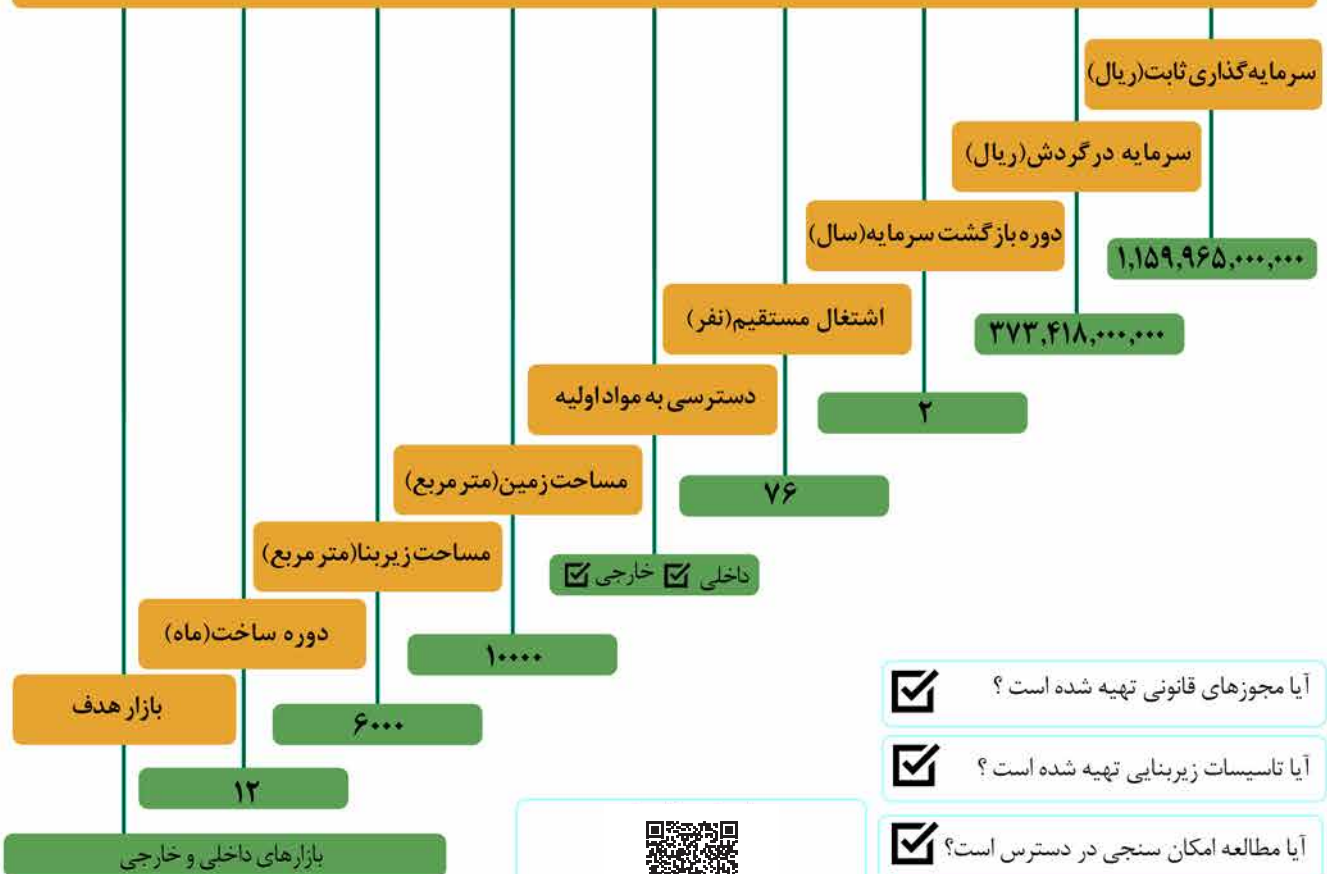 سرمایه‌گذاری ثابت(ریال)
۱,۱۵۹,۹۶۵,۰۰۰,۰۰۰
سرمایه در گردش(ریال)
۳۷۳,۴۱۸,۰۰۰,۰۰۰
دوره بازگشت سرمایه(سال)
۲
اشتغال مستقیم(نفر)
۷۶
دسترسی به مواد اولیه
داخلی ☑ خارجی ☑
مساحت زمین(متر مربع)
۱۰۰۰۰
مساحت زیربنا(متر مربع)
۶۰۰۰
دوره ساخت(ماه)
۱۲
بازار هدف
بازارهای داخلی و خارجی
آیا مجوزهای قانونی تهیه شده است ؟ ☑
آیا تاسیسات زیربنایی تهیه شده است ؟ ☑
آیا مطالعه امکان سنجی در دسترس است؟ ☑